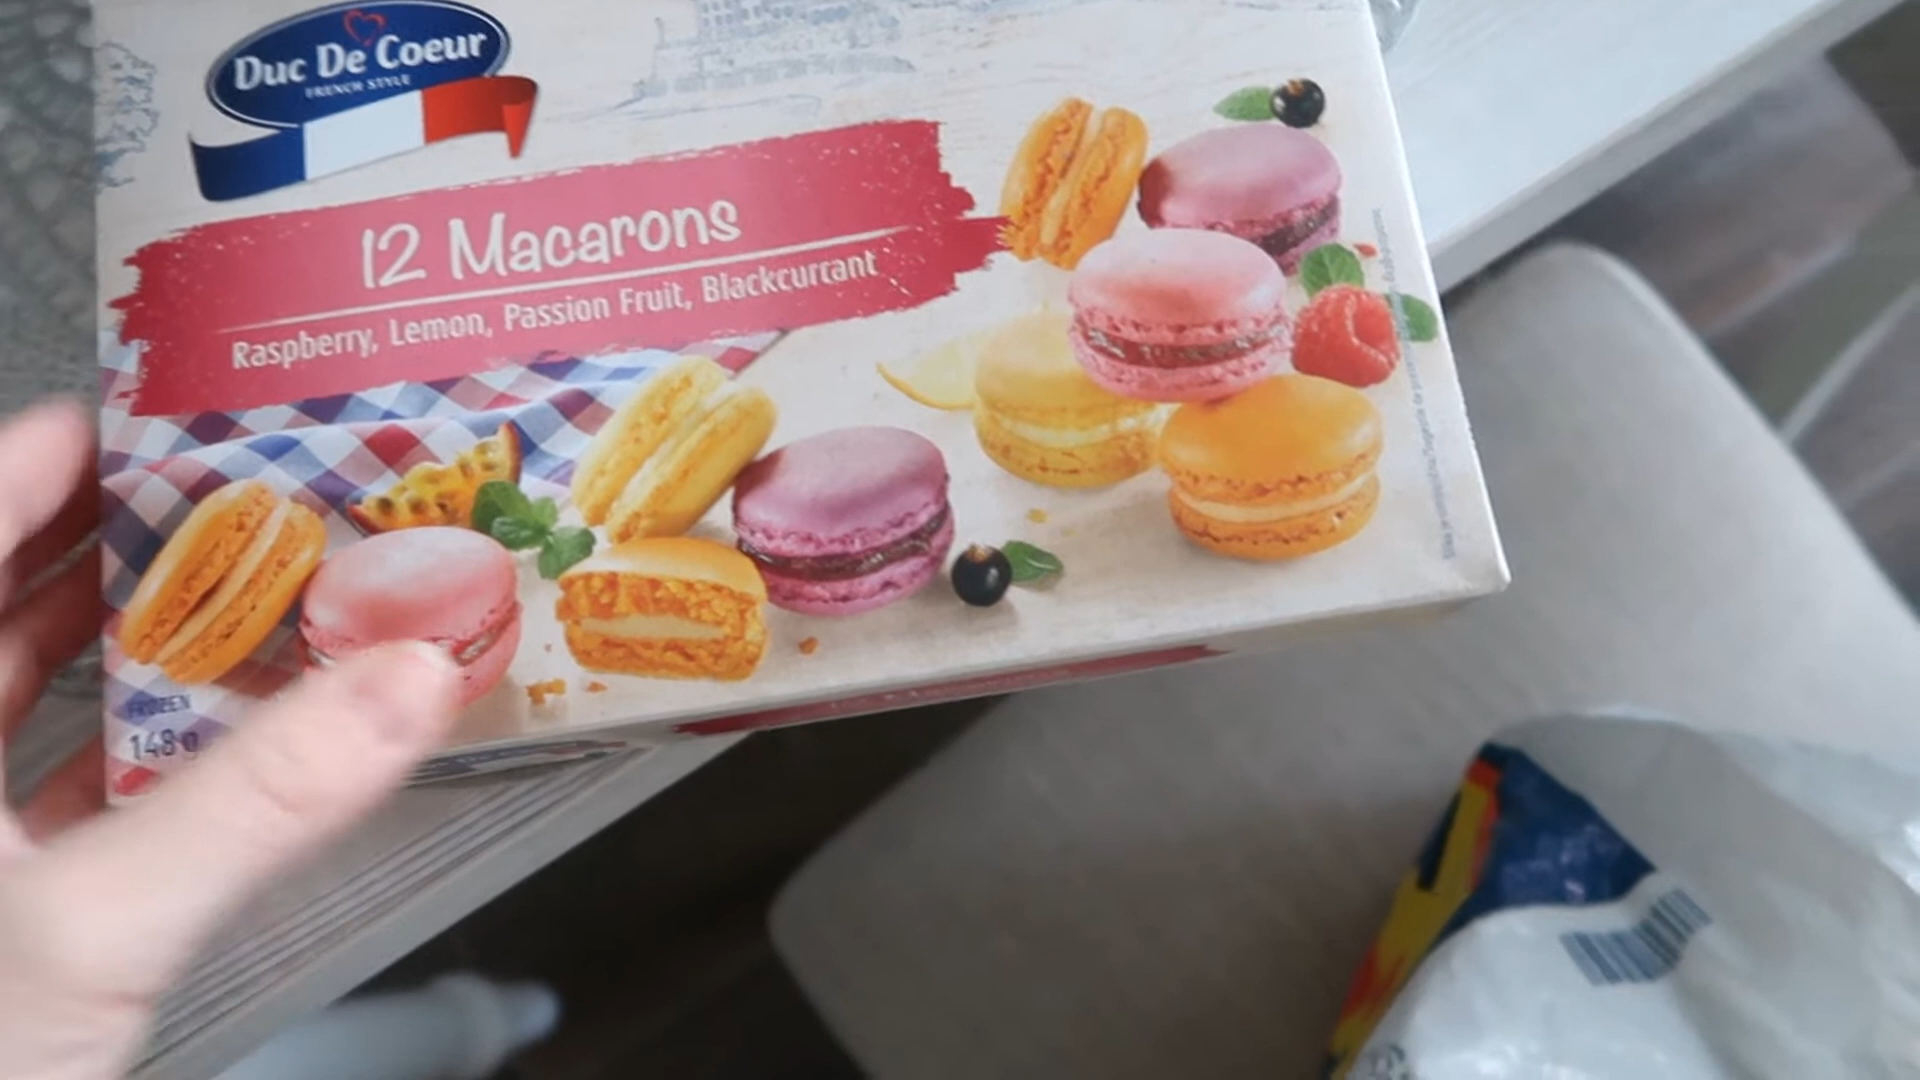 Duc De Coeur
FRENCH STYLE
12 Macarons
Raspberry, Lemon, Passion Fruit, Blackcurrant
FROZEN
148 g